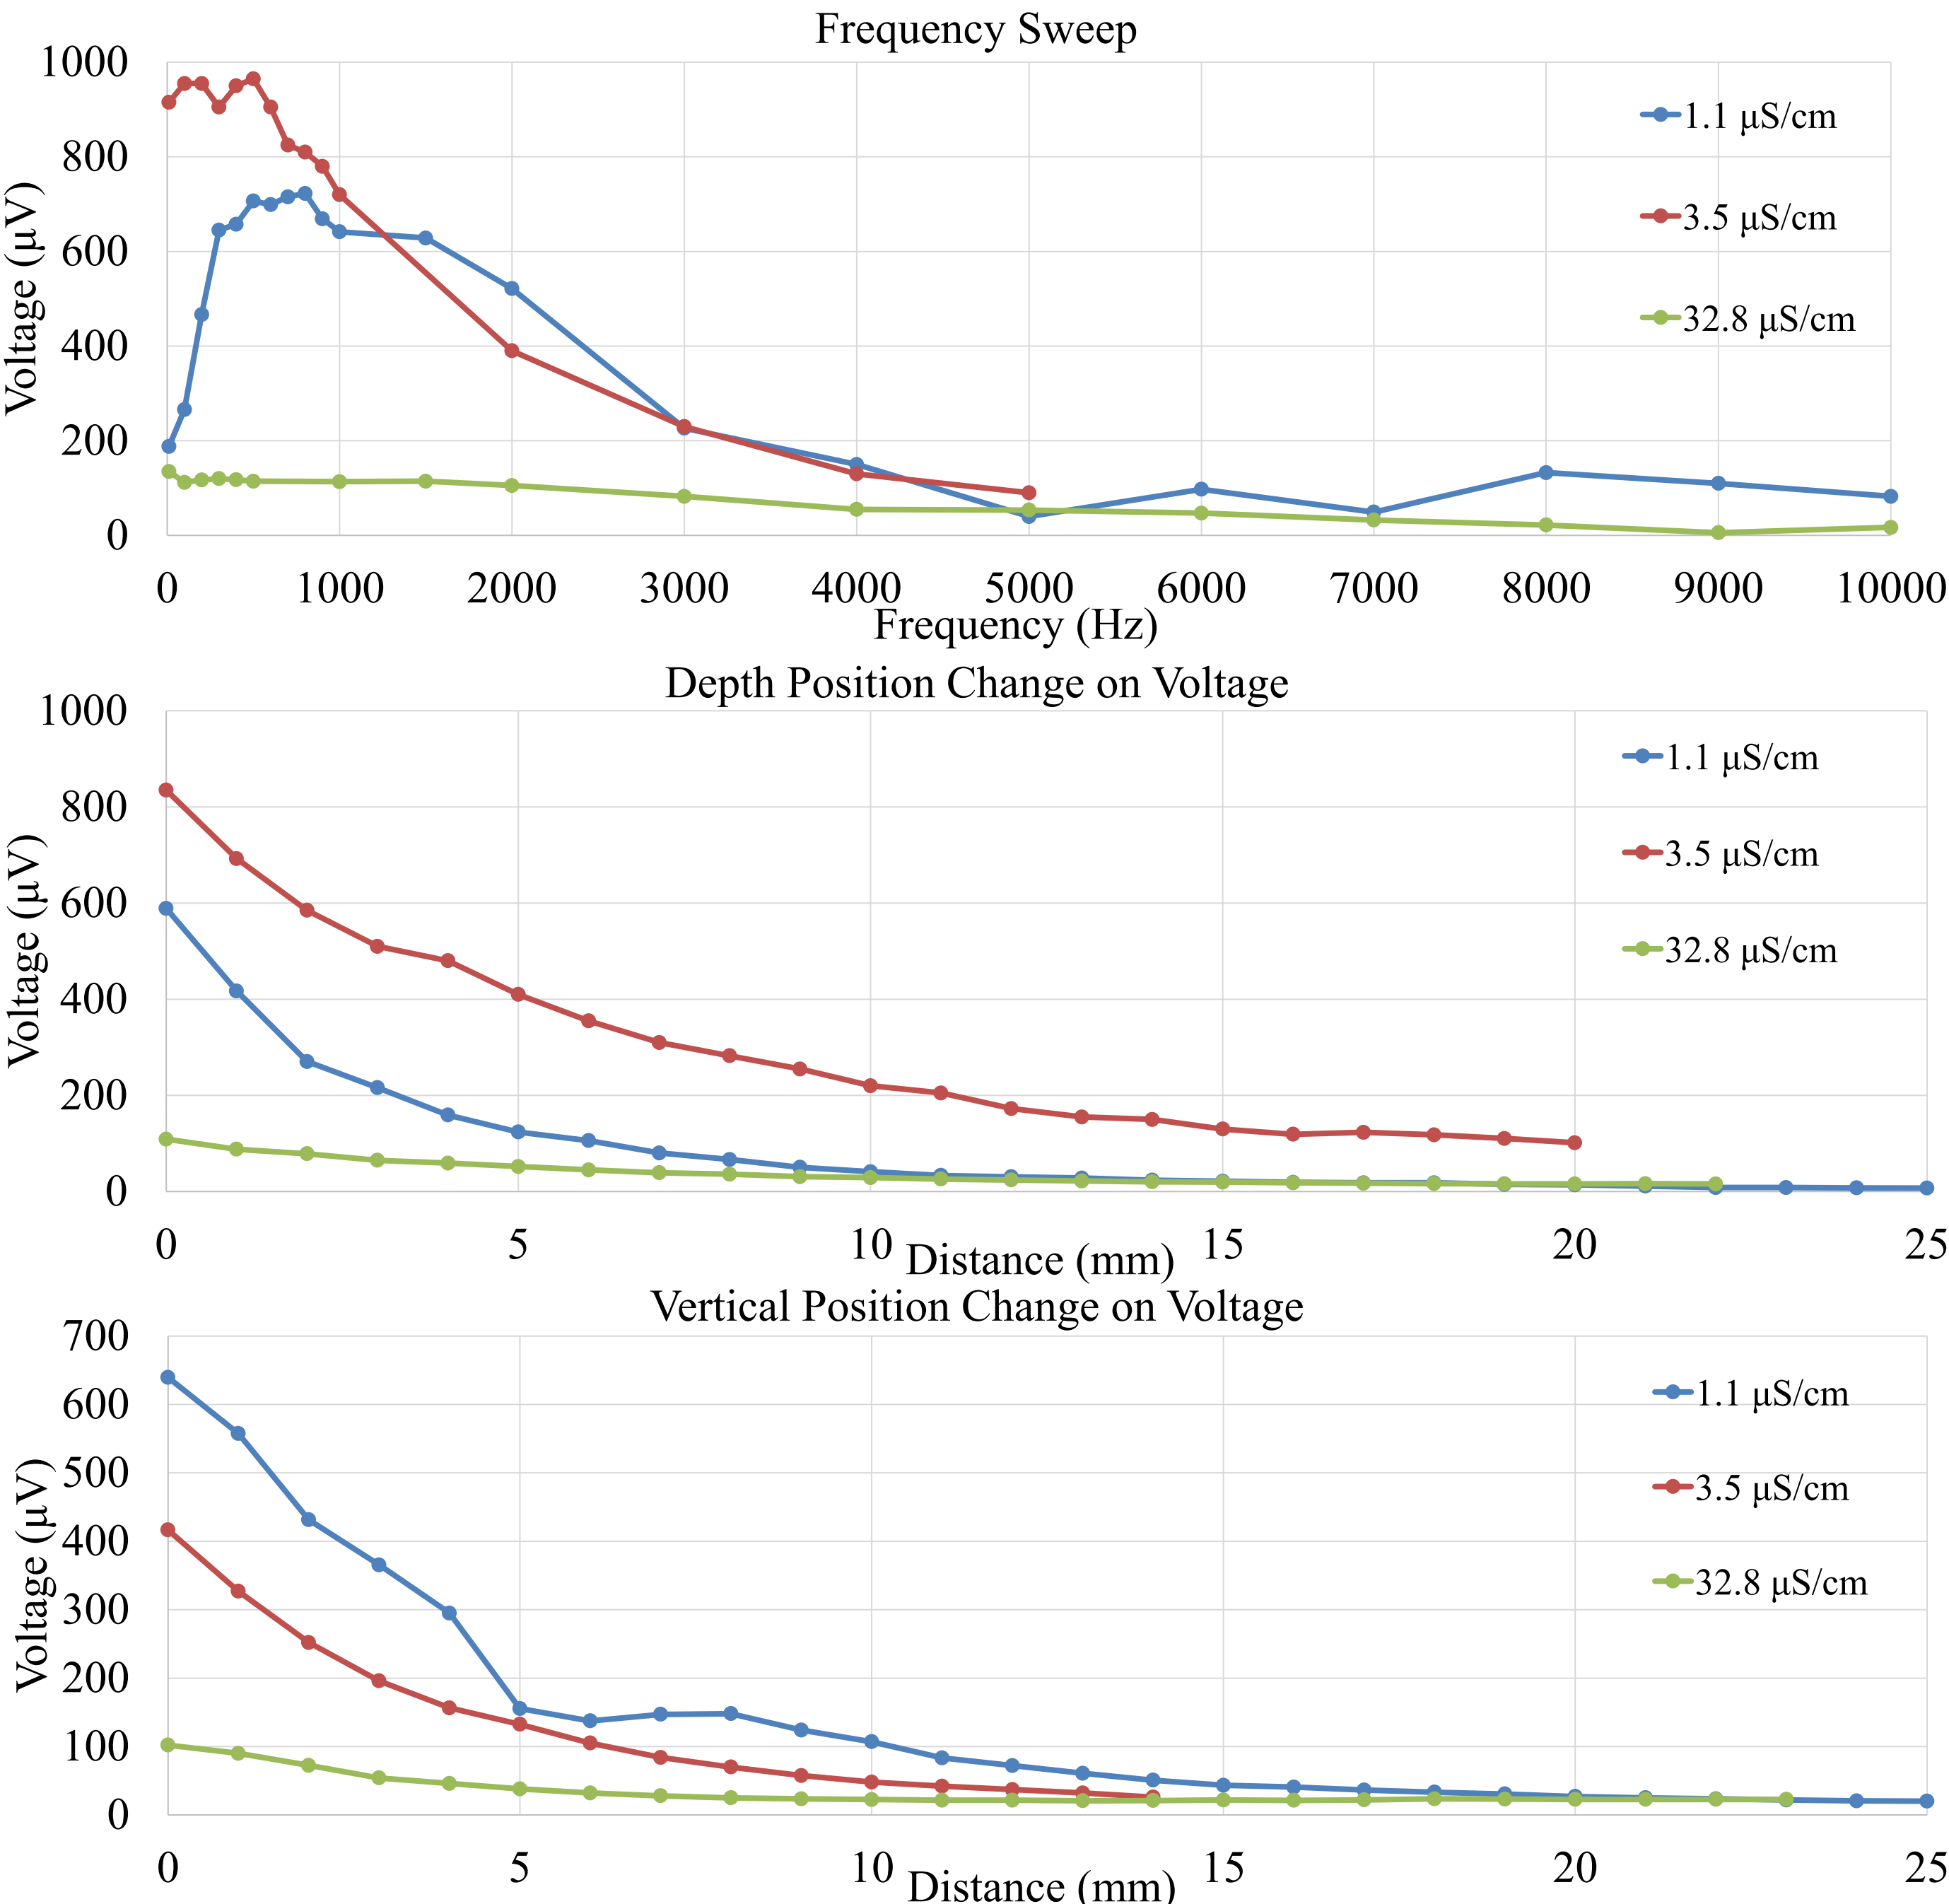 Frequency Sweep
1000
800
600
400
200
0
Voltage (μV)
1.1 μS/cm
3.5 μS/cm
32.8 μS/cm
0 1000 2000 3000 4000 5000 6000 7000 8000 9000 10000
Frequency (Hz)
Depth Position Change on Voltage
1000
800
600
400
200
0
Voltage (μV)
1.1 μS/cm
3.5 μS/cm
32.8 μS/cm
0 5 10 15 20 25
Distance (mm)
Vertical Position Change on Voltage
700
600
500
400
300
200
100
0
Voltage (μV)
1.1 μS/cm
3.5 μS/cm
32.8 μS/cm
0 5 10 15 20 25
Distance (mm)